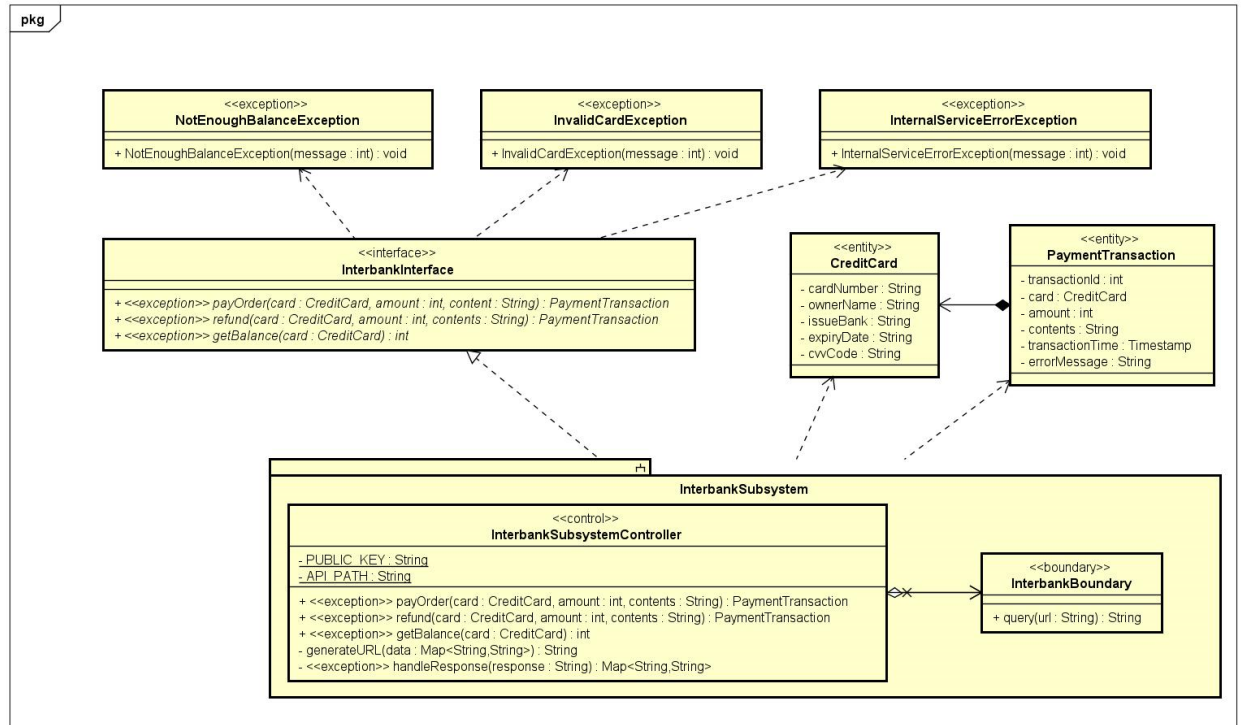 pkg
<<exception>>
NotEnoughBalanceException
+ NotEnoughBalanceException(message : int) : void
<<exception>>
InvalidCardException
+ InvalidCardException(message : int) : void
<<exception>>
InternalServiceErrorException
+ InternalServiceErrorException(message : int) : void
<<interface>>
InterbankInterface
+ <<exception>> payOrder(card : CreditCard, amount : int, content : String) : PaymentTransaction
+ <<exception>> refund(card : CreditCard, amount : int, contents : String) : PaymentTransaction
+ <<exception>> getBalance(card : CreditCard) : int
<<entity>>
CreditCard
- cardNumber : String
- ownerName : String
- issueBank : String
- expiryDate : String
- cvvCode : String
<<entity>>
PaymentTransaction
- transactionId : int
- card : CreditCard
- amount : int
- contents : String
- transactionTime : Timestamp
- errorMessage : String
InterbankSubsystem
<<control>>
InterbankSubsystemController
- PUBLIC_KEY : String
- API_PATH : String
+ <<exception>> payOrder(card : CreditCard, amount : int, contents : String) : PaymentTransaction
+ <<exception>> refund(card : CreditCard, amount : int, contents : String) : PaymentTransaction
+ <<exception>> getBalance(card : CreditCard) : int
- generateURL(data : Map<String,String>) : String
- <<exception>> handleResponse(response : String) : Map<String,String>
<<boundary>>
InterbankBoundary
+ query(url : String) : String